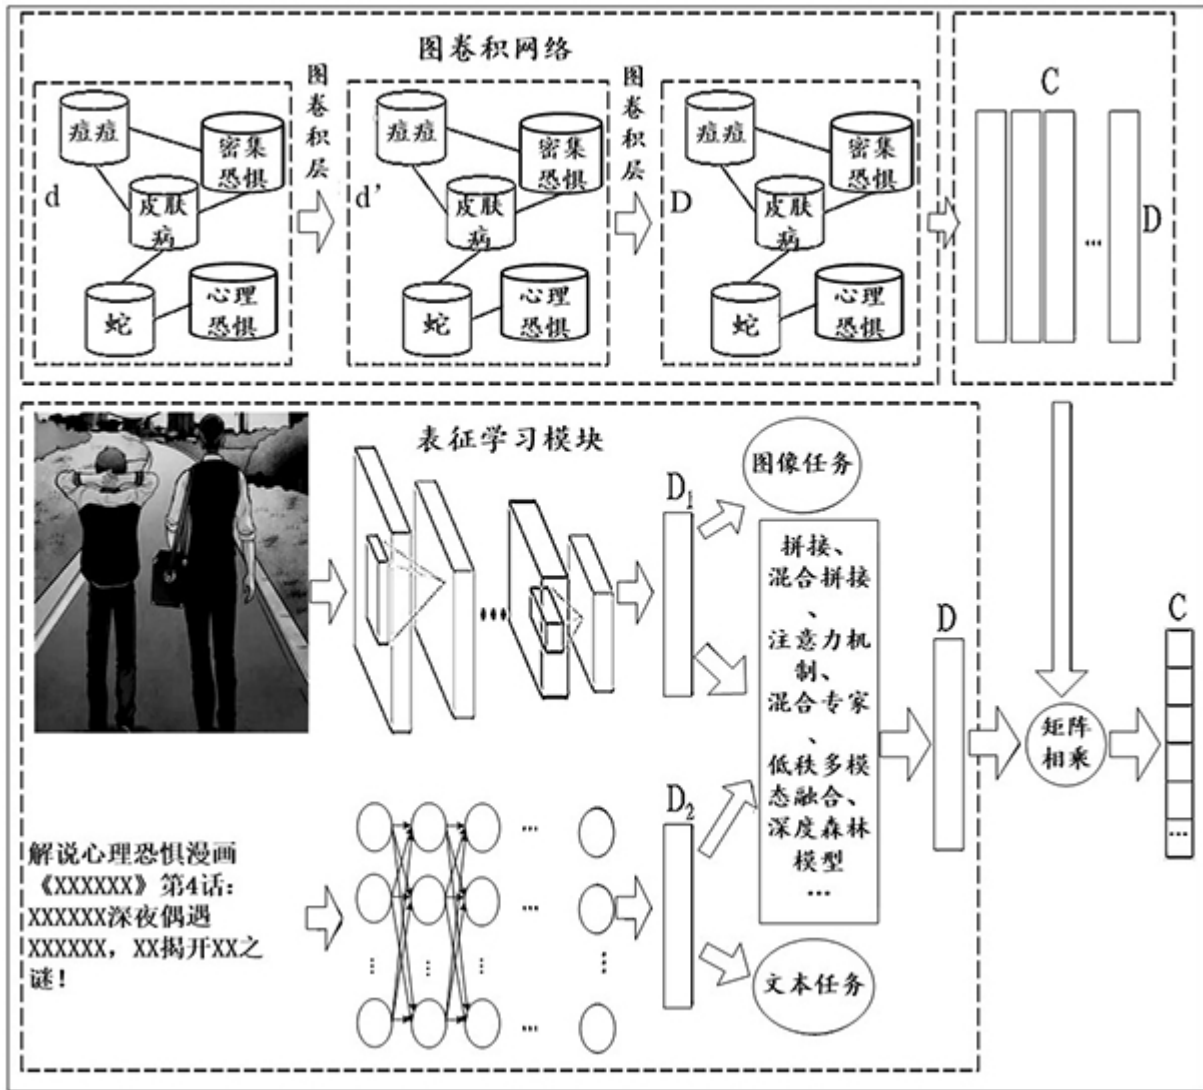 图卷积网络
C
图卷积层
图卷积层
痘痘
密集
恐惧
d
皮肤
病
蛇
心理
恐惧
痘痘
密集
恐惧
d'
皮肤
病
蛇
心理
恐惧
痘痘
密集
恐惧
D
皮肤
病
蛇
心理
恐惧
...
D
表征学习模块
图像任务
D1
拼接、
混合拼接
、
注意力机
制、
混合专家
、
低秩多模
态融合、
深度森林
模型
...
D
C
矩阵
相乘
...
D2
解说心理恐惧漫画
《XXXXXX》第4话：
XXXXXX深夜偶遇
XXXXXX，XX揭开XX之
谜！
...
...
...
...
...
...
文本任务